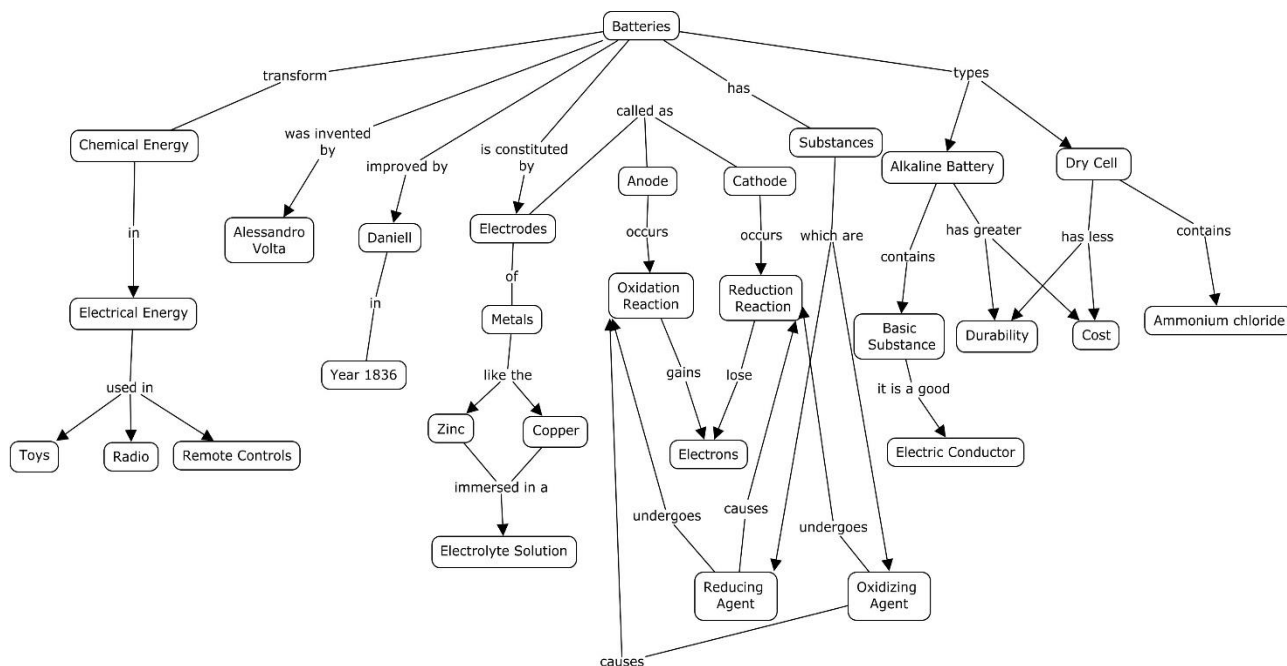 Batteries
transform
types
has
called as
was invented
by
Chemical Energy
Substances
is constituted
by
improved by
Alkaline Battery
Dry Cell
Anode
Cathode
Alessandro
Volta
Daniell
Electrodes
in
occurs
occurs
which are
has greater
has less
contains
contains
of
Oxidation
Reaction
Reduction
Reaction
in
Electrical Energy
Metals
Basic
Substance
Durability
Cost
Ammonium chloride
Year 1836
like the
gains
lose
used in
it is a good
Zinc
Copper
Toys
Radio
Remote Controls
Electrons
Electric Conductor
immersed in a
undergoes
causes
undergoes
Electrolyte Solution
Reducing
Agent
Oxidizing
Agent
causes